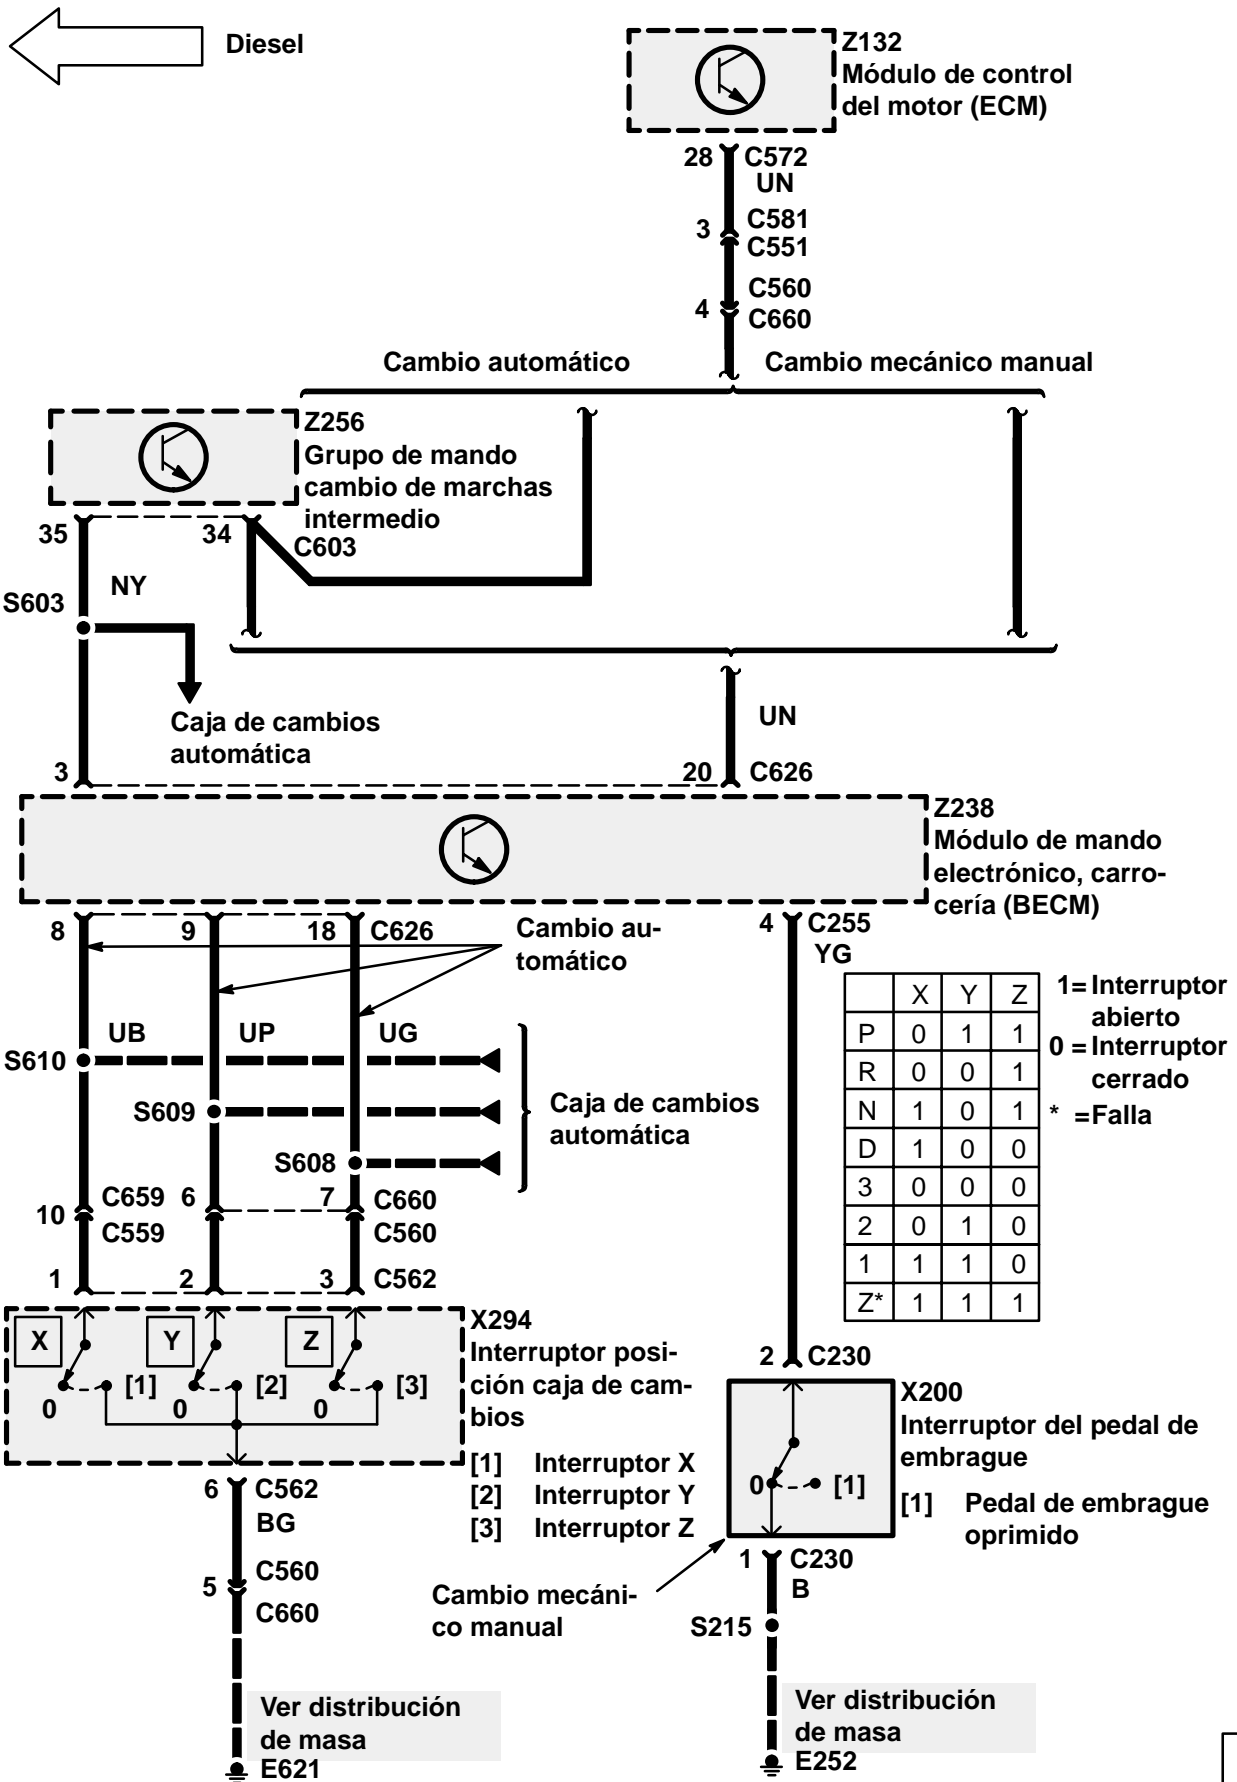 Diesel
Z132
Módulo de control
del motor (ECM)
28 C572
UN
3 C581
C551
C560
4 C660
Cambio automático
Cambio mecánico manual
Z256
Grupo de mando
cambio de marchas
intermedio
35 34 C603
NY
S603
Caja de cambios
automática
UN
3 20 C626
Z238
Módulo de mando
electrónico, carro-
cería (BECM)
8 9 18 C626
Cambio au-
tomático
4 C255
YG
UB UP UG
S610
S609
S608
Caja de cambios
automática
X Y Z
P 0 1 1
R 0 0 1
N 1 0 1
D 1 0 0
3 0 0 0
2 0 1 0
1 1 1 0
Z* 1 1 1
1= Interruptor
abierto
0 = Interruptor
cerrado
* =Falla
10 C659 6 7 C660
C559 C560
1 2 3 C562
X Y Z
[1] [2] [3]
0 0 0
X294
Interruptor posi-
ción caja de cam-
bios
[1] Interruptor X
[2] Interruptor Y
[3] Interruptor Z
6 C562
BG
C560
5
C660
Ver distribución
de masa
E621
2 C230
X200
Interruptor del pedal de
embrague
0 [1]
[1] Pedal de embrague
oprimido
Cambio mecáni-
co manual
1 C230
B
S215
Ver distribución
de masa
E252